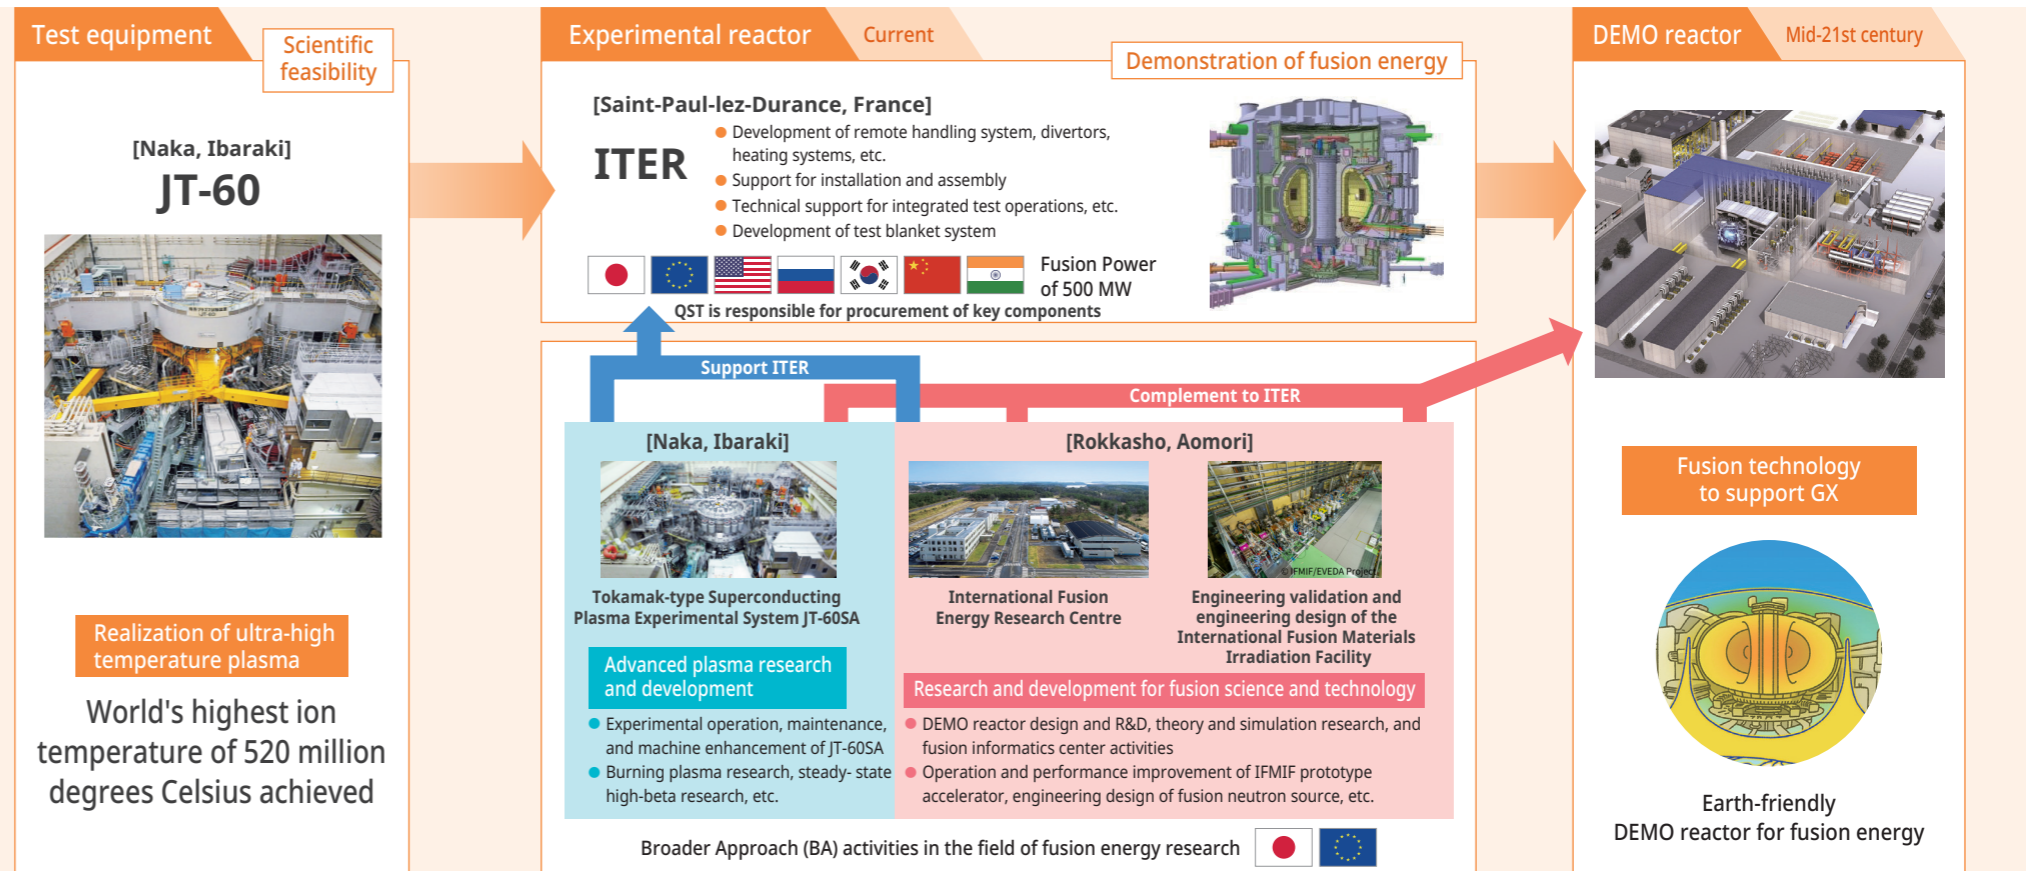 Test equipment
Scientific
feasibility
[Naka, Ibaraki]
JT-60
Realization of ultra-high
temperature plasma
World's highest ion
temperature of 520 million
degrees Celsius achieved
Experimental reactor
Current
Demonstration of fusion energy
[Saint-Paul-lez-Durance, France]
ITER
Development of remote handling system, divertors,
heating systems, etc.
Support for installation and assembly
Technical support for integrated test operations, etc.
Development of test blanket system
Fusion Power
of 500 MW
QST is responsible for procurement of key components
Support ITER
Complement to ITER
[Naka, Ibaraki]
Tokamak-type Superconducting
Plasma Experimental System JT-60SA
Advanced plasma research
and development
Experimental operation, maintenance,
and machine enhancement of JT-60SA
Burning plasma research, steady- state
high-beta research, etc.
[Rokkasho, Aomori]
International Fusion
Energy Research Centre
© IFMIF/EVEDA Project
Engineering validation and
engineering design of the
International Fusion Materials
Irradiation Facility
Research and development for fusion science and technology
DEMO reactor design and R&D, theory and simulation research, and
fusion informatics center activities
Operation and performance improvement of IFMIF prototype
accelerator, engineering design of fusion neutron source, etc.
Broader Approach (BA) activities in the field of fusion energy research
DEMO reactor
Mid-21st century
Fusion technology
to support GX
Earth-friendly
DEMO reactor for fusion energy